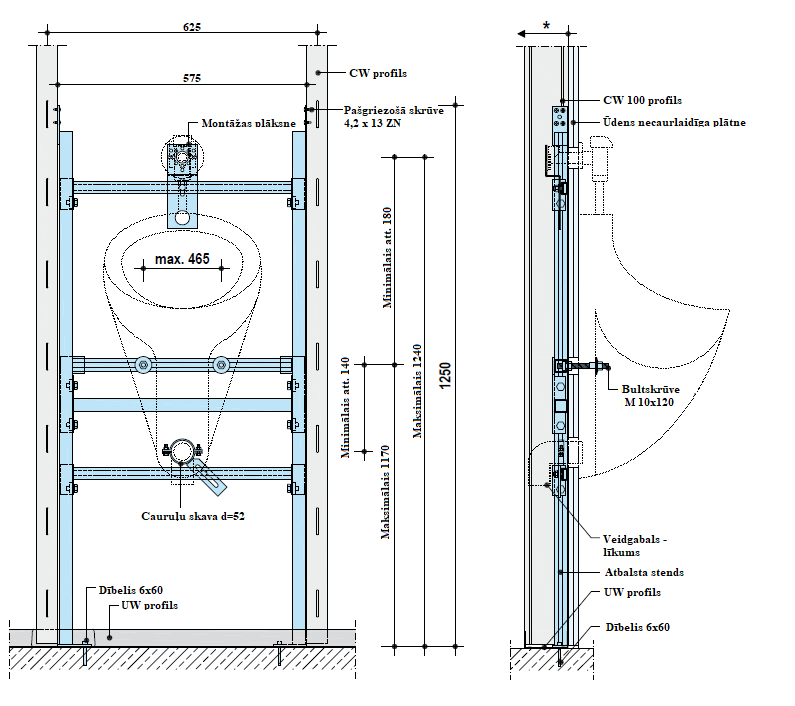 625
*
CW profils
575
Pašgriezošā skrūve
4,2 x 13 ZN
Montāžas plāksne
CW 100 profils
Ūdens necaurlaidīga plātne
Minimālais att. 180
max. 465
Minimālais att. 140
Maksimālais 1240
1250
Bultskrūve
M 10x120
Maksimālais 1170
Cauruļu skava d=52
Veidgabals -
līkums
Atbalsta stends
Dībelis 6x60
UW profils
UW profils
Dībelis 6x60